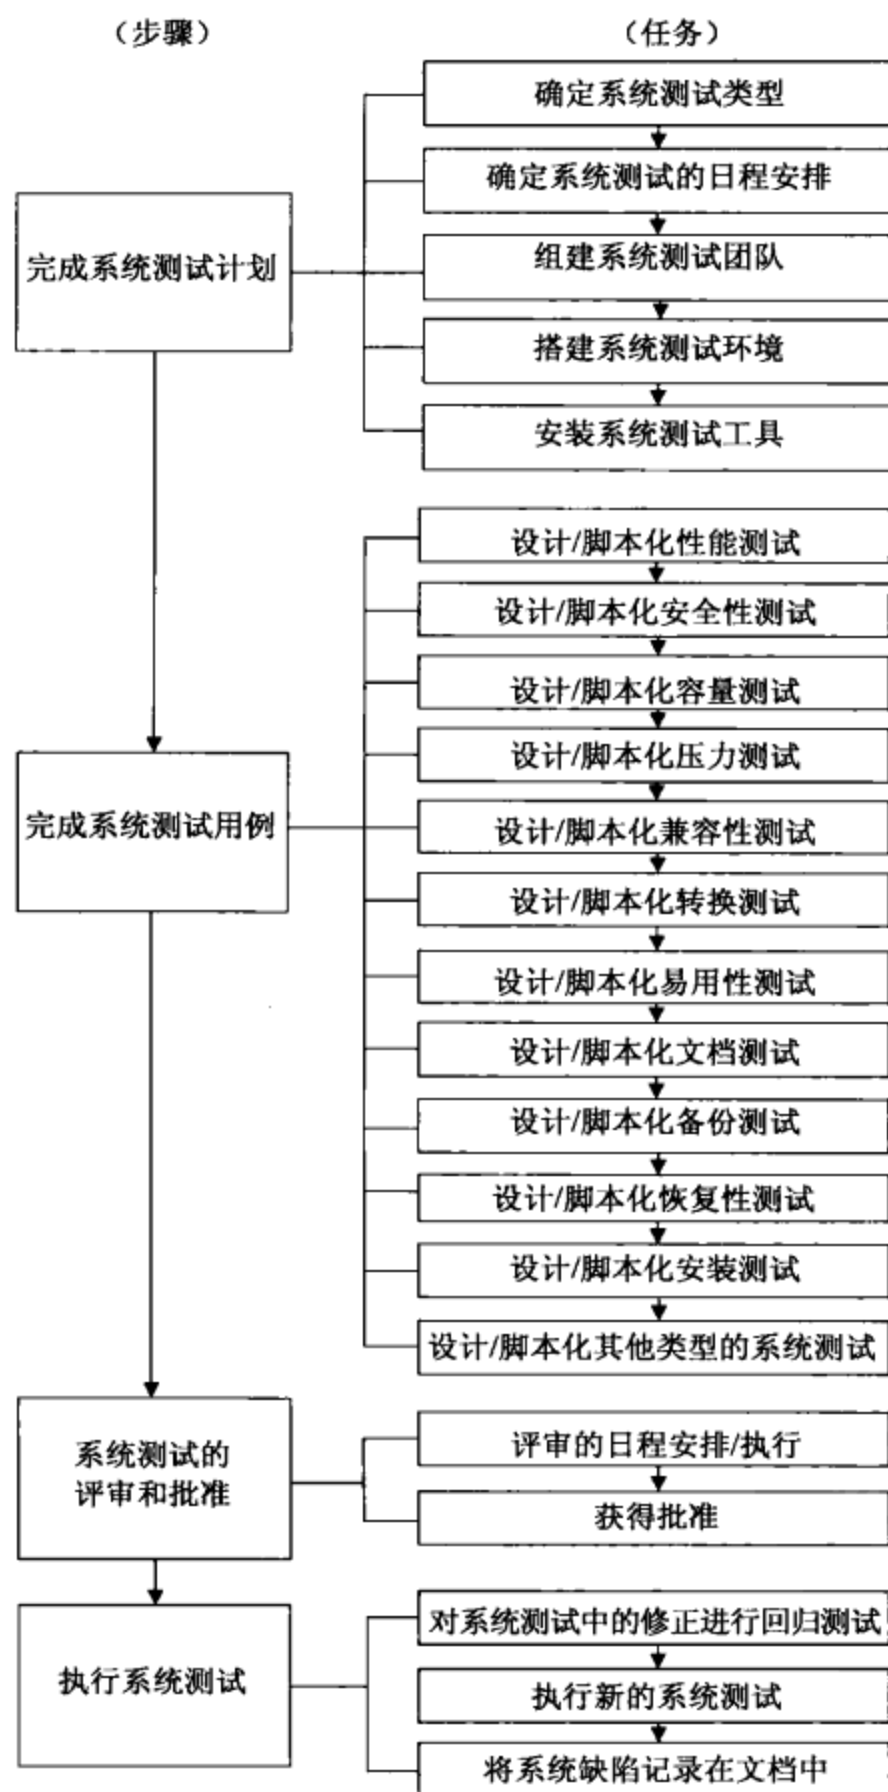 （步骤）
（任务）
完成系统测试计划
确定系统测试类型
确定系统测试的日程安排
组建系统测试团队
搭建系统测试环境
安装系统测试工具
完成系统测试用例
设计/脚本化性能测试
设计/脚本化安全性测试
设计/脚本化容量测试
设计/脚本化压力测试
设计/脚本化兼容性测试
设计/脚本化转换测试
设计/脚本化易用性测试
设计/脚本化文档测试
设计/脚本化备份测试
设计/脚本化恢复性测试
设计/脚本化安装测试
设计/脚本化其他类型的系统测试
系统测试的
评审和批准
评审的日程安排/执行
获得批准
执行系统测试
对系统测试中的修正进行回归测试
执行新的系统测试
将系统缺陷记录在文档中